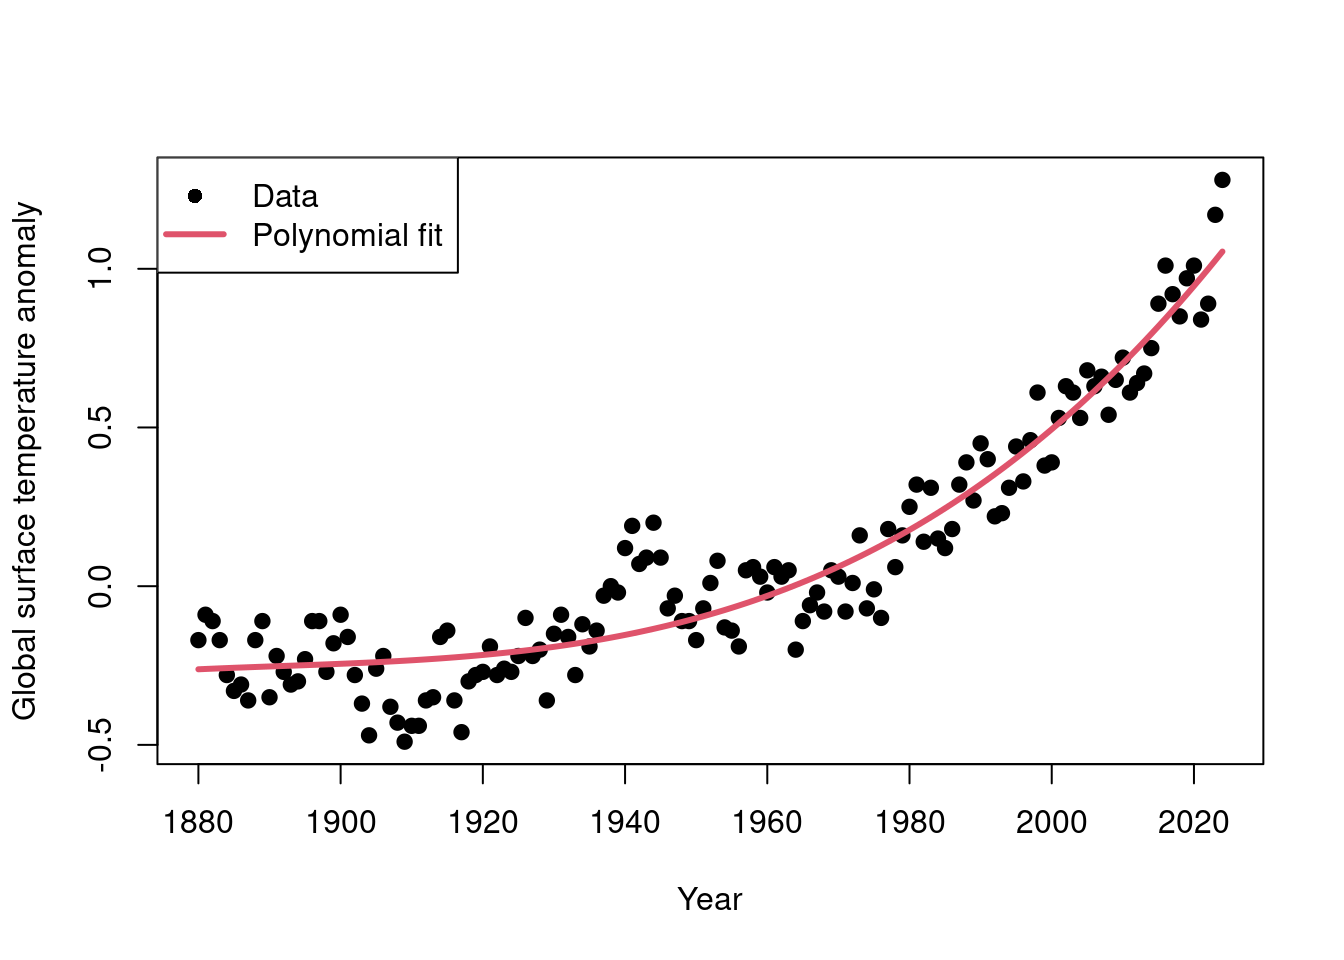 Data
Polynomial fit
Global surface temperature anomaly
1.0
0.5
0.0
-0.5
1880 1900 1920 1940 1960 1980 2000 2020
Year